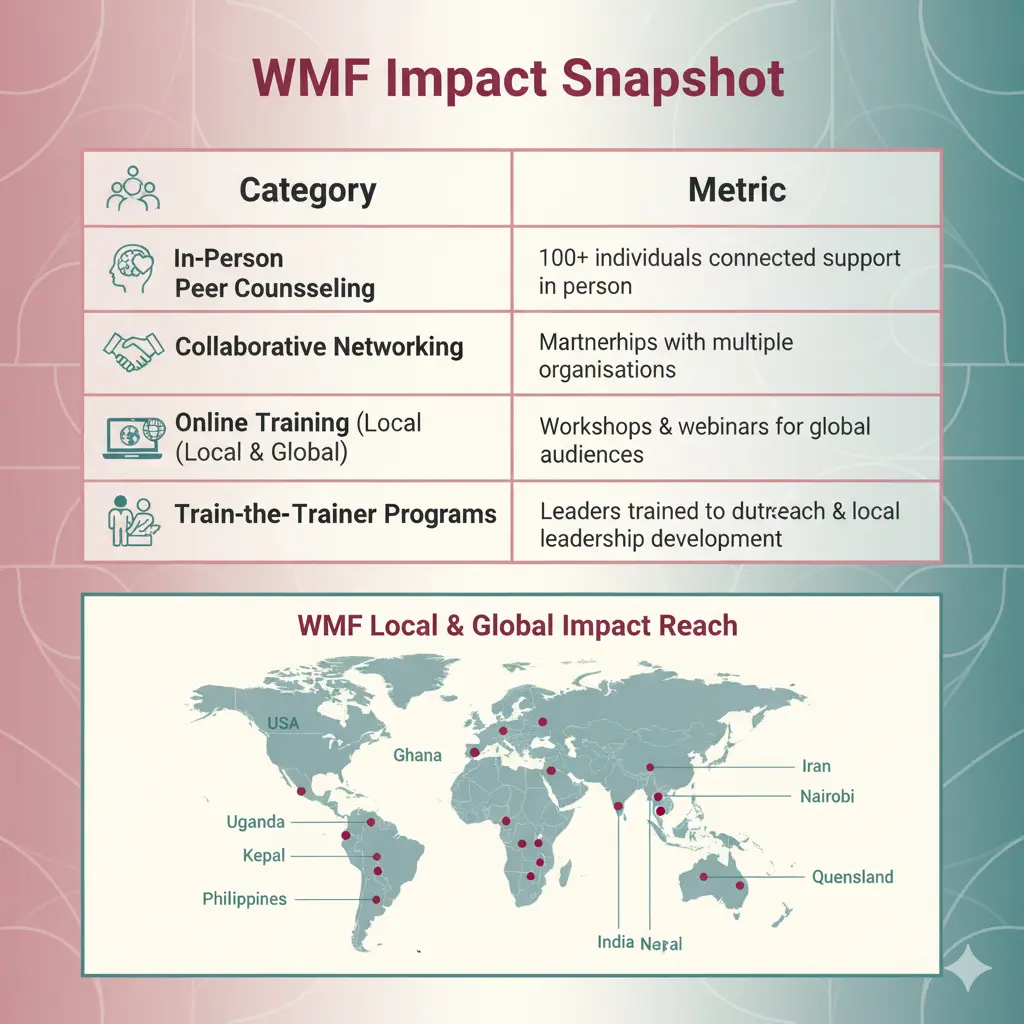 WMF Impact Snapshot
Category
Metric
In-Person
Peer Counsseling
100+ individuals connected support
in person
Collaborative Networking
Martnerhips with multiple
organisations
Online Training (Local
(Local & Global)
Workshops & webinars for global
audiences
Train-the-Trainer Programs
Leaders trained to dutreach & local
leadership development
WMF Local & Global Impact Reach
USA
Ghana
Iran
Nairobi
Uganda
Kepal
Philippines
Quensland
India